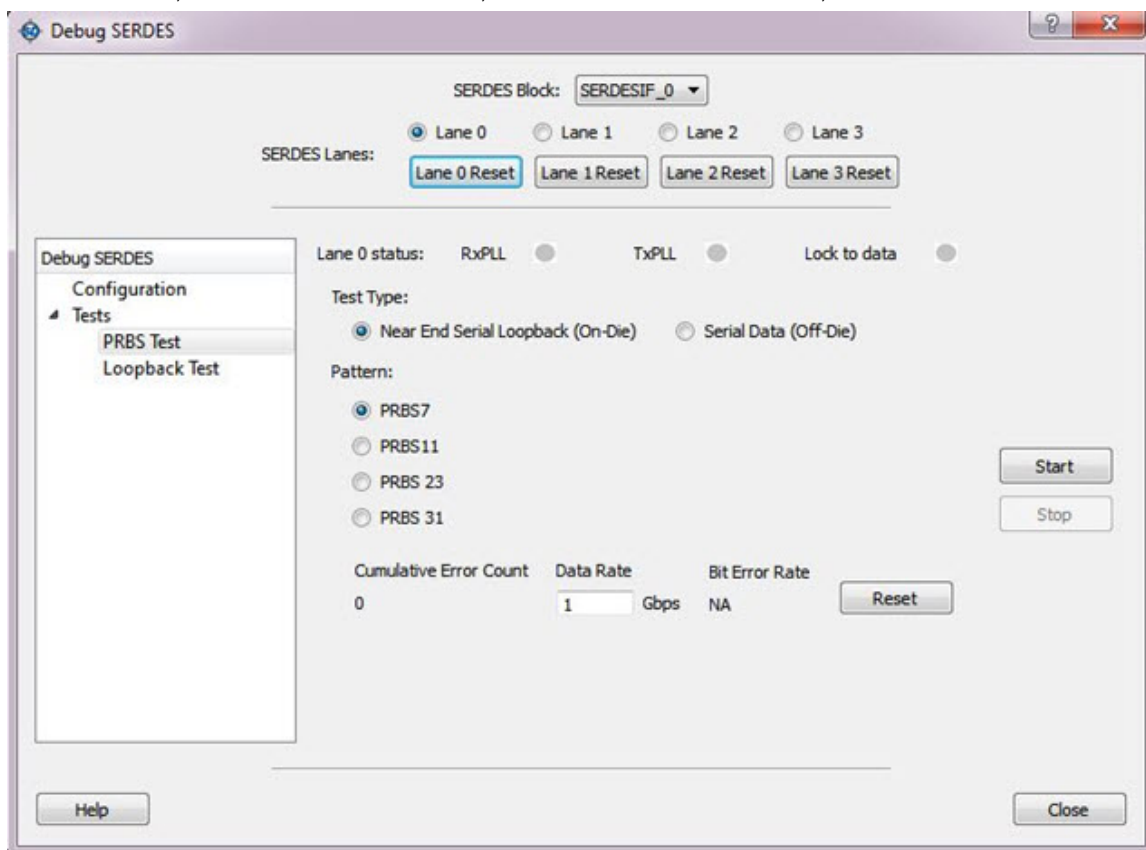 Debug SERDES
SERDES Block: SERDESIF_0
Lane 0 Lane 1 Lane 2 Lane 3
SERDES Lanes:
Lane 0 Reset Lane 1 Reset Lane 2 Reset Lane 3 Reset
Debug SERDES
Configuration
Tests
PRBS Test
Loopback Test
Lane 0 status: RxPLL TxPLL Lock to data
Test Type:
Near End Serial Loopback (On-Die) Serial Data (Off-Die)
Pattern:
PRBS7
PRBS11
PRBS 23
PRBS 31
Start
Stop
Cumulative Error Count Data Rate Bit Error Rate
0 1 Gbps NA Reset
Help Close